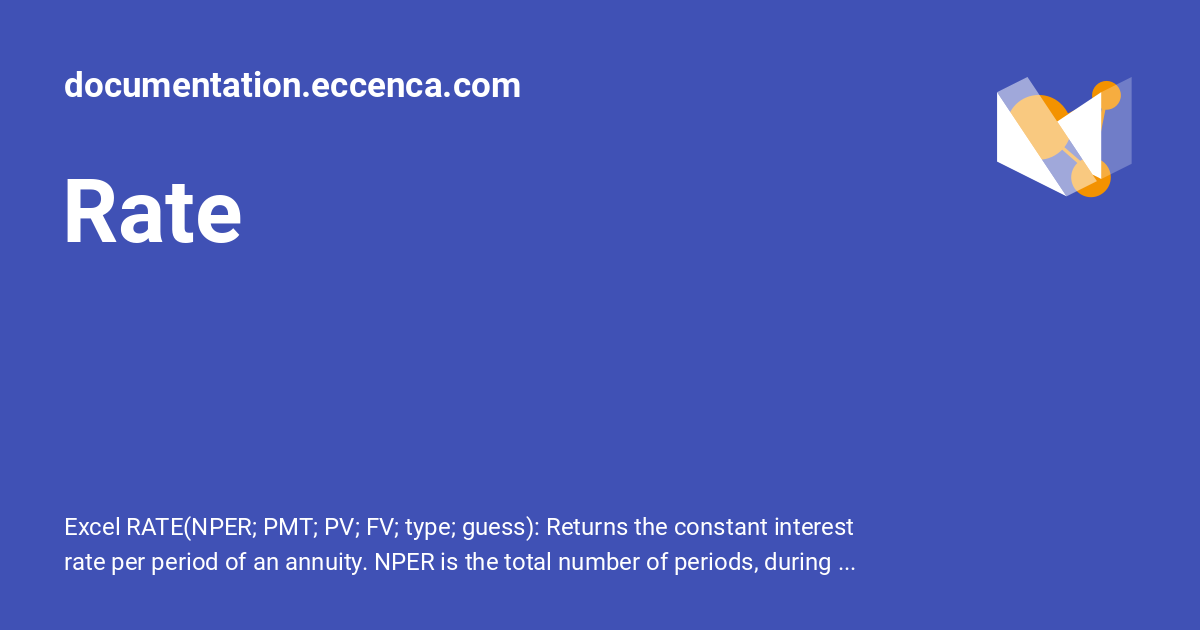 documentation.eccenca.com
Rate
Excel RATE(NPER; PMT; PV; FV; type; guess): Returns the constant interest
rate per period of an annuity. NPER is the total number of periods, during ...